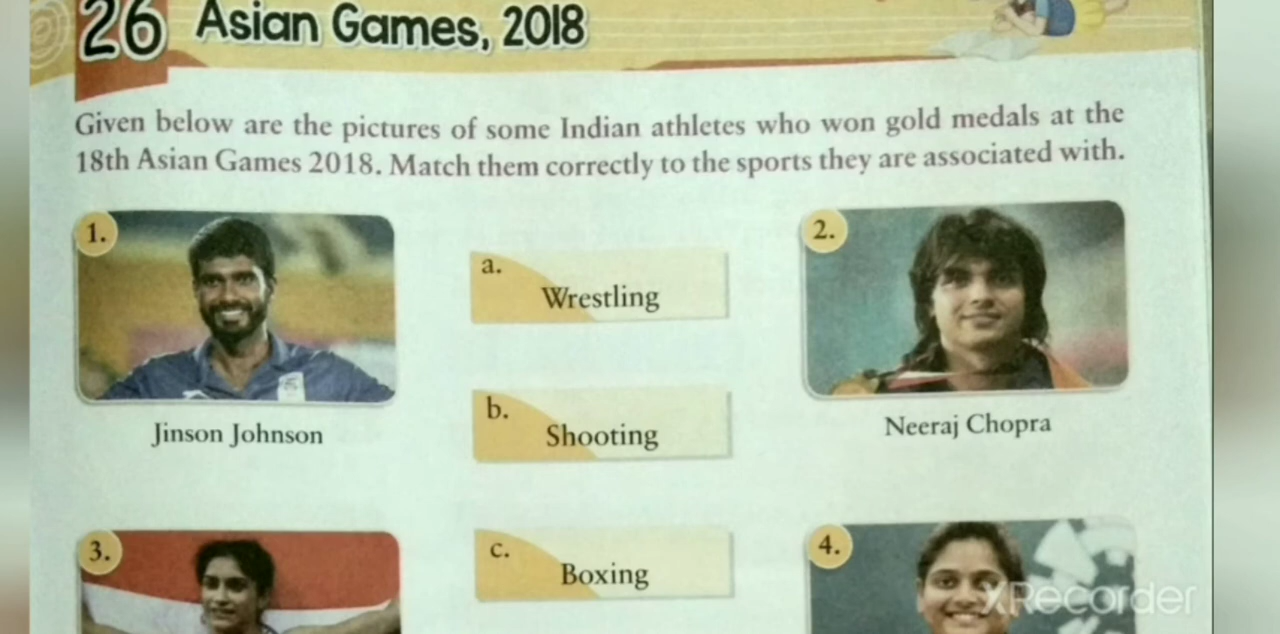 26 Asian Games, 2018
Given below are the pictures of some Indian athletes who won gold medals at the
18th Asian Games 2018. Match them correctly to the sports they are associated with.
1.
a.
Wrestling
2.
Jinson Johnson
b.
Shooting
Neeraj Chopra
3.
c.
Boxing
4.
XRecorder